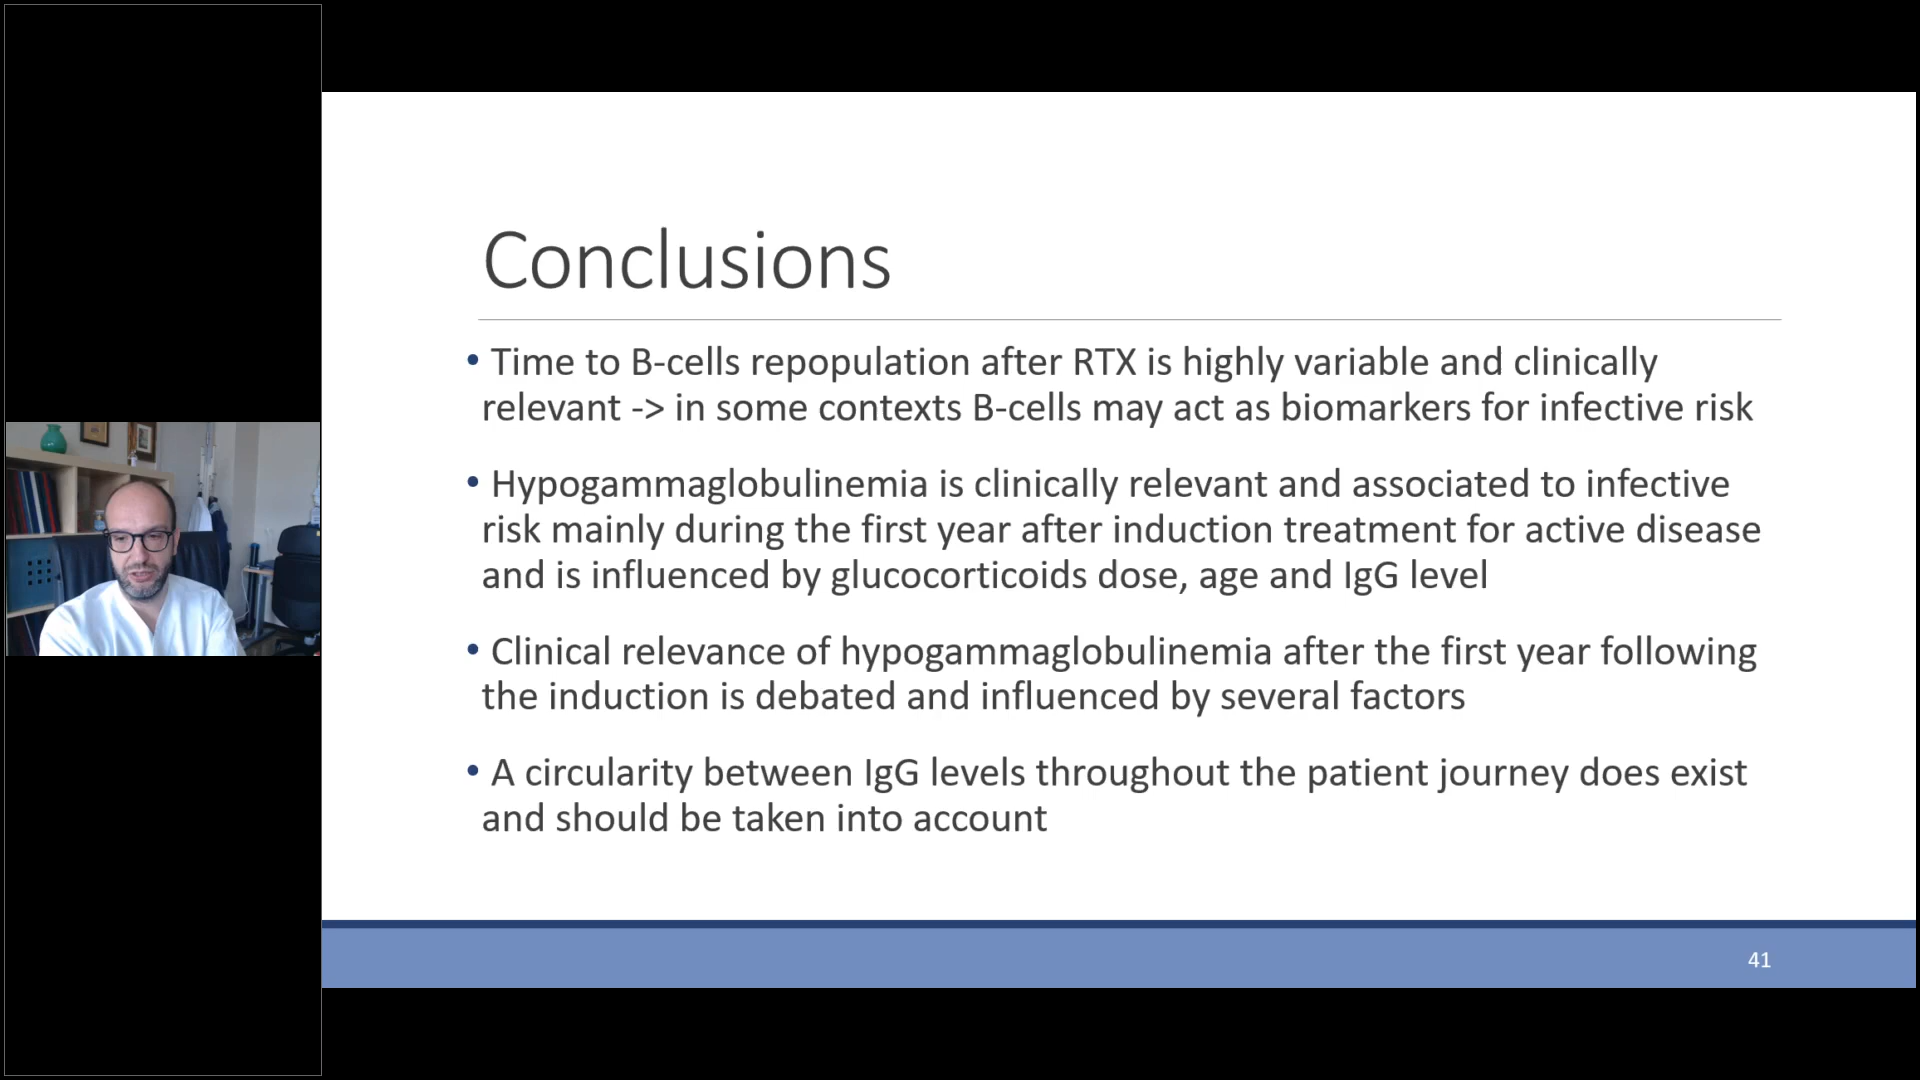 Conclusions
• Time to B-cells repopulation after RTX is highly variable and clinically
relevant -> in some contexts B-cells may act as biomarkers for infective risk
• Hypogammaglobulinemia is clinically relevant and associated to infective
risk mainly during the first year after induction treatment for active disease
and is influenced by glucocorticoids dose, age and IgG level
• Clinical relevance of hypogammaglobulinemia after the first year following
the induction is debated and influenced by several factors
• A circularity between IgG levels throughout the patient journey does exist
and should be taken into account
41